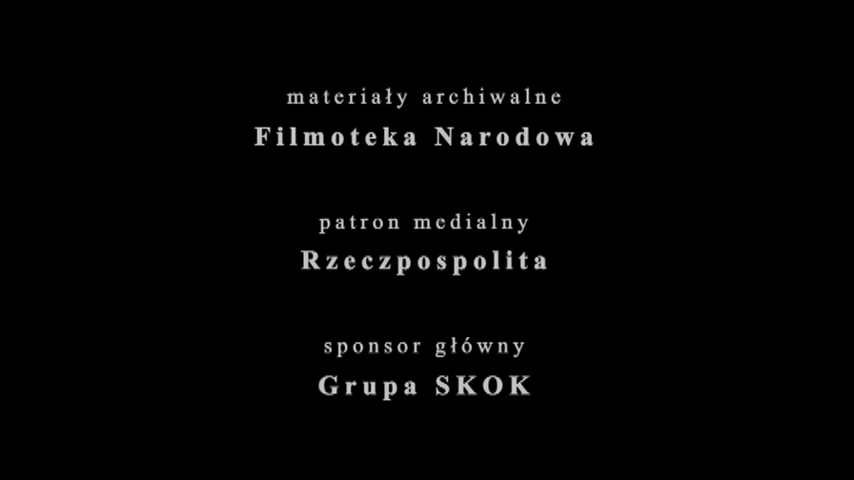 materiały archiwalne
Filmoteka Narodowa
patron medialny
Rzeczpospolita
sponsor główny
Grupa SKOK